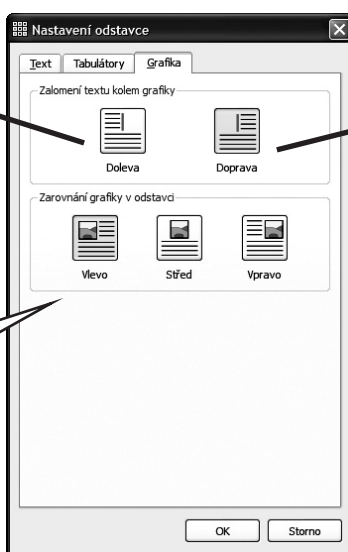 Nastavení odstavce
Text Tabulátory Grafika
Zalomení textu kolem grafiky
Doleva Doprava
Zarovnání grafiky v odstavci
Vlevo Střed Vpravo
OK Storno